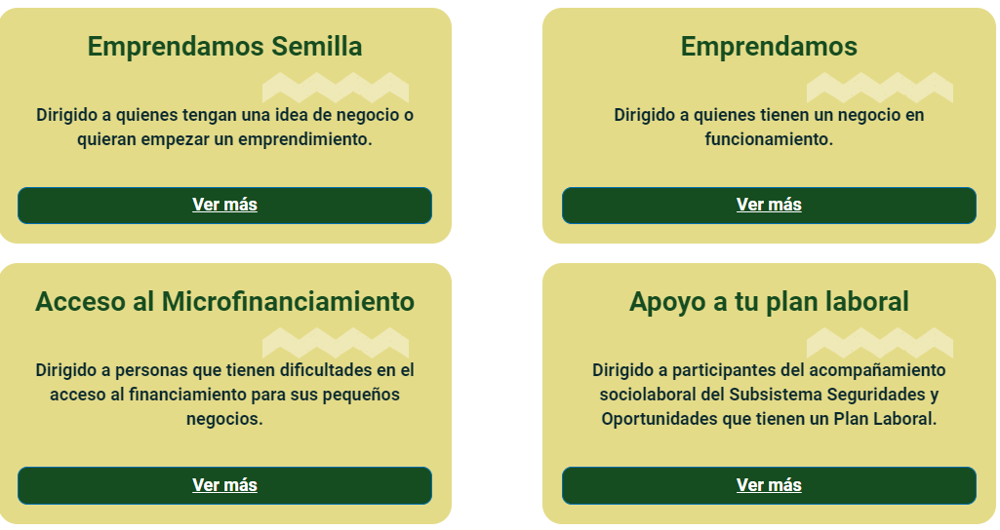 Emprendamos Semilla
Dirigido a quienes tengan una idea de negocio o
quieran empezar un emprendimiento.
Ver más
Emprendamos
Dirigido a quienes tienen un negocio en
funcionamiento.
Ver más
Acceso al Microfinanciamiento
Dirigido a personas que tienen dificultades en el
acceso al financiamiento para sus pequeños
negocios.
Ver más
Apoyo a tu plan laboral
Dirigido a participantes del acompañamiento
sociolaboral del Subsistema Seguridades y
Oportunidades que tienen un Plan Laboral.
Ver más